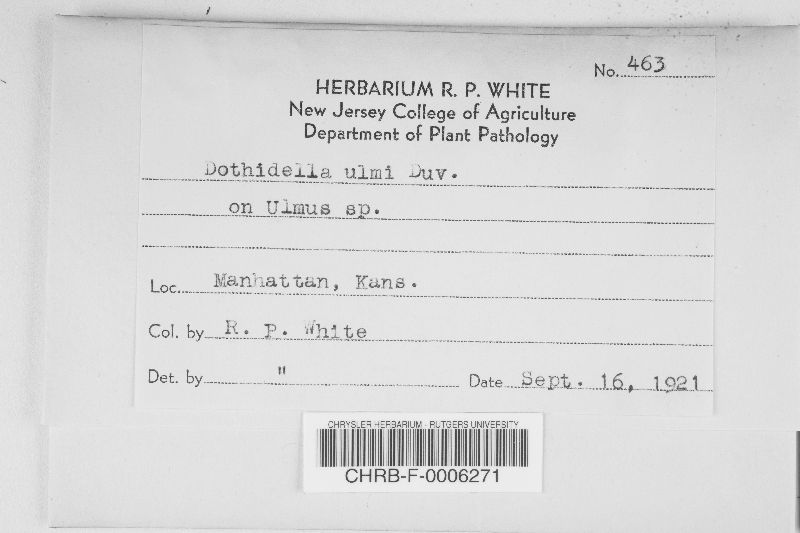 No. 463
HERBARIUM R. P. WHITE
New Jersey College of Agriculture
Department of Plant Pathology
Dothidella ulmi Duv.
on Ulmus sp.
Loc. Manhattan, Kans.
Col. by R. P. White
Det. by " Date Sept. 16, 1921
CHRYSLER HERBARIUM - RUTGERS UNIVERSITY
CHRB-F-0006271